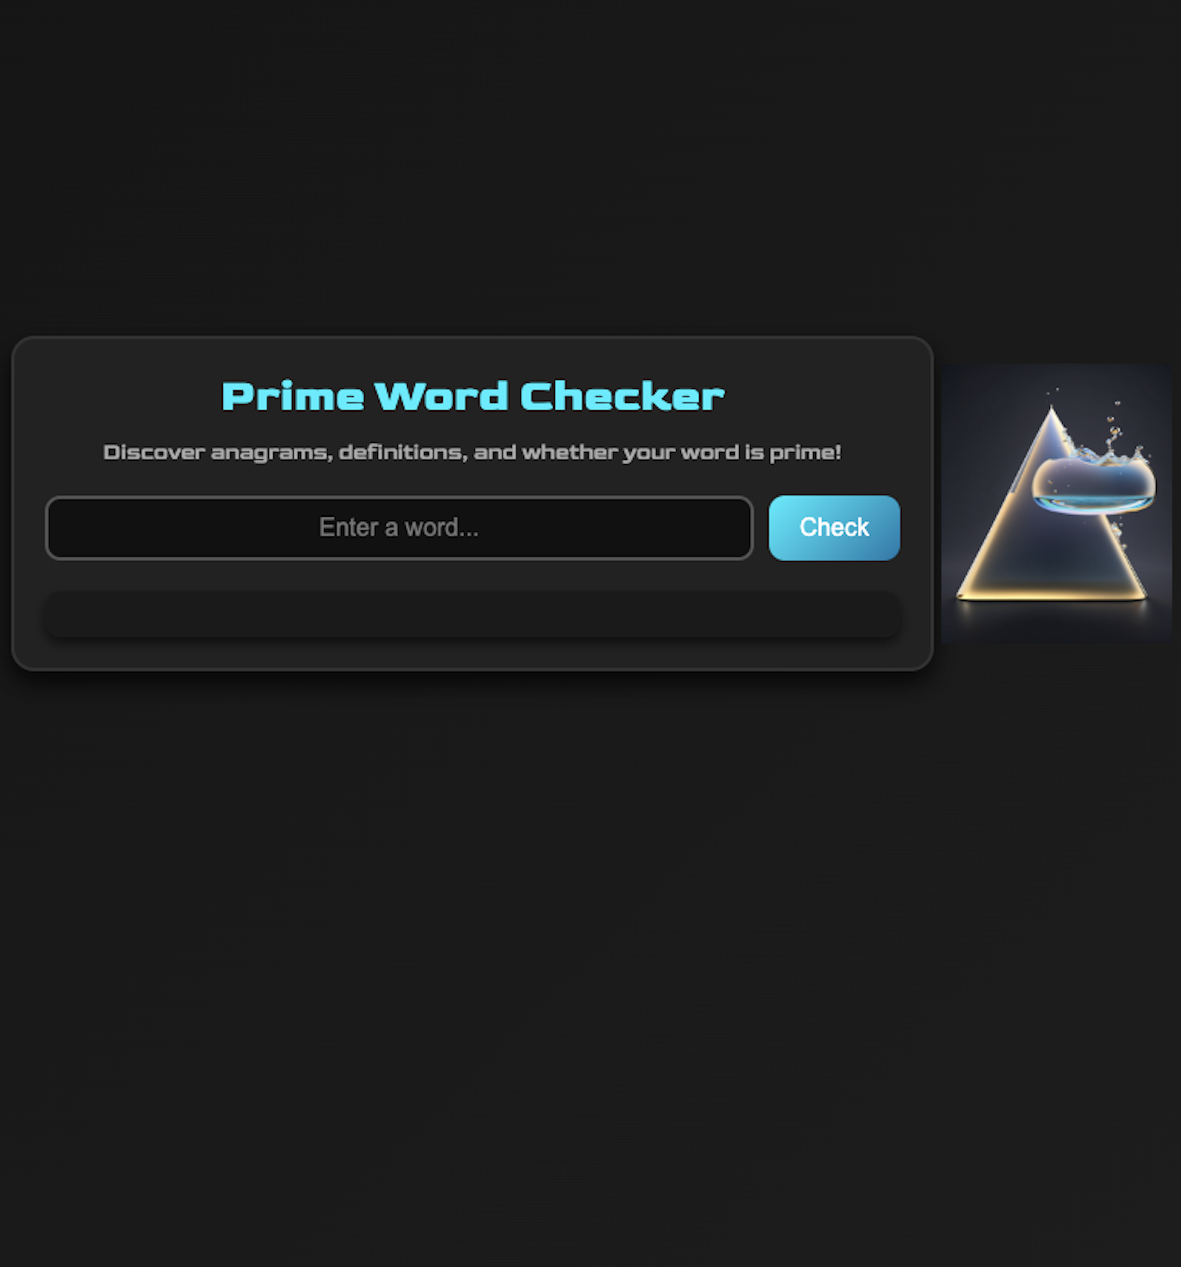 Prime Word Checker
Discover anagrams, definitions, and whether your word is prime!
Enter a word...
Check